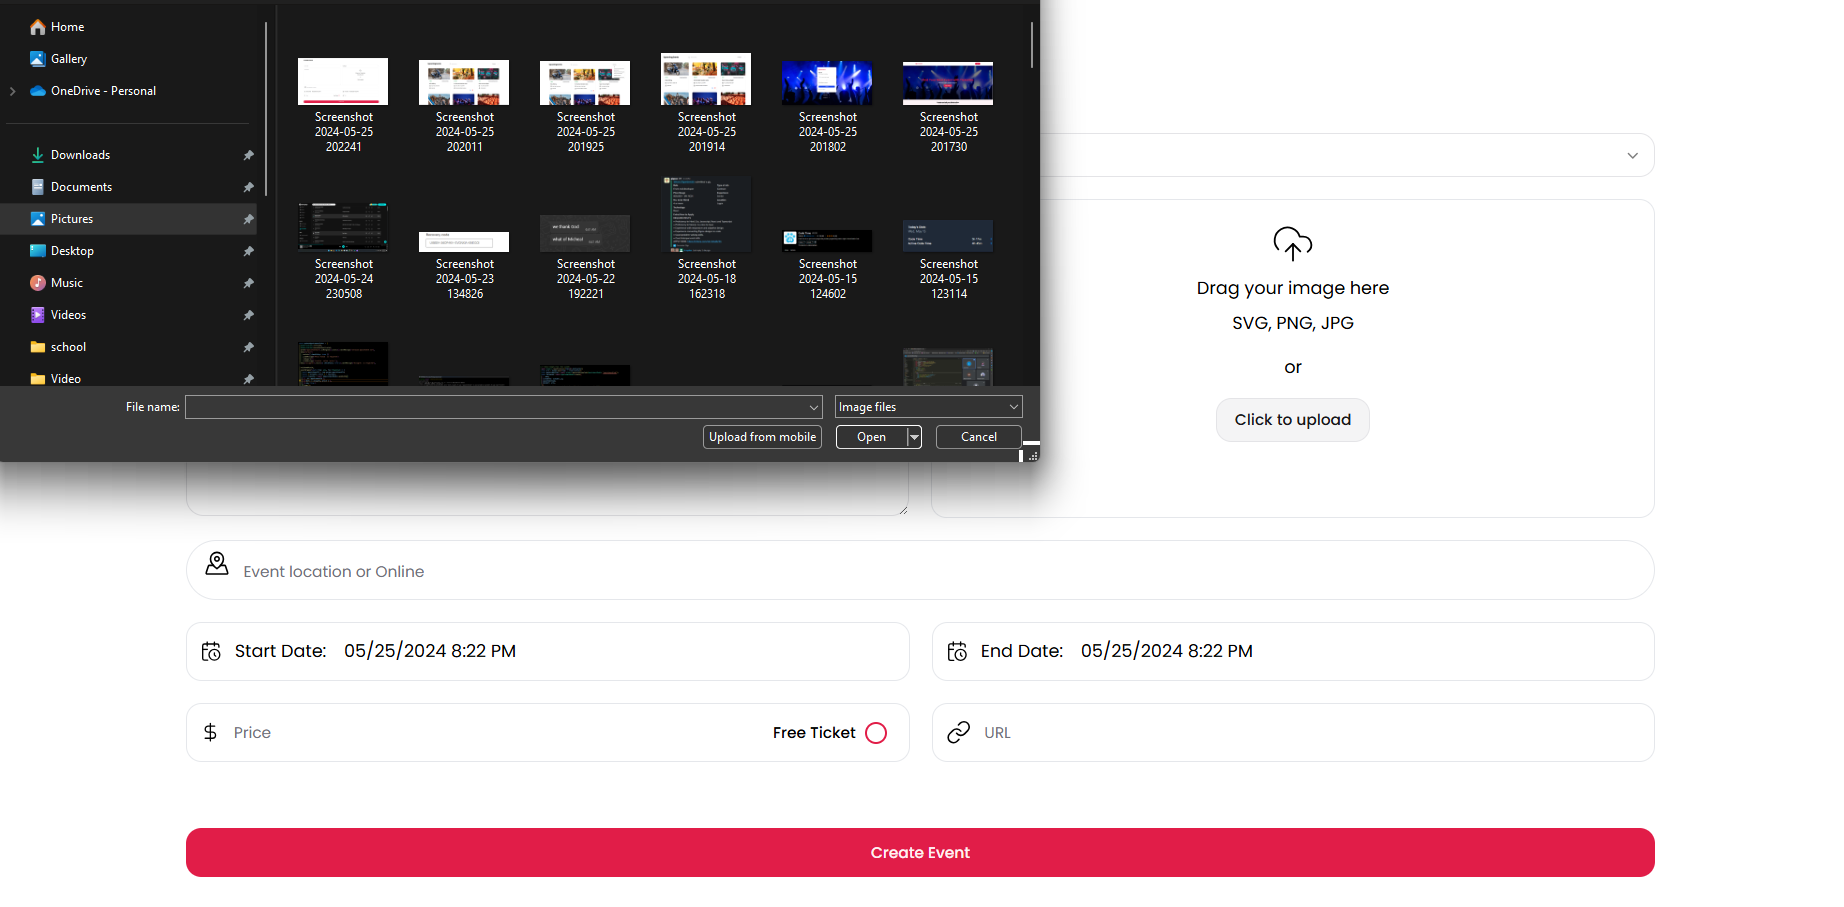 Home
Gallery
OneDrive - Personal
Downloads
Documents
Pictures
Desktop
Music
Videos
school
Video
Screenshot
2024-05-25
202241
Screenshot
2024-05-25
202011
Screenshot
2024-05-25
201925
Screenshot
2024-05-25
201914
Screenshot
2024-05-25
201802
Screenshot
2024-05-25
201730
we thank God
what of Micheal
Screenshot
2024-05-24
230508
Screenshot
2024-05-23
134826
Screenshot
2024-05-22
192221
Screenshot
2024-05-18
162318
Screenshot
2024-05-15
124602
Screenshot
2024-05-15
123114
File name:
Image files
Upload from mobile
Open
Cancel
Drag your image here
SVG, PNG, JPG
or
Click to upload
Event location or Online
Start Date: 05/25/2024 8:22 PM
End Date: 05/25/2024 8:22 PM
Price
Free Ticket
URL
Create Event